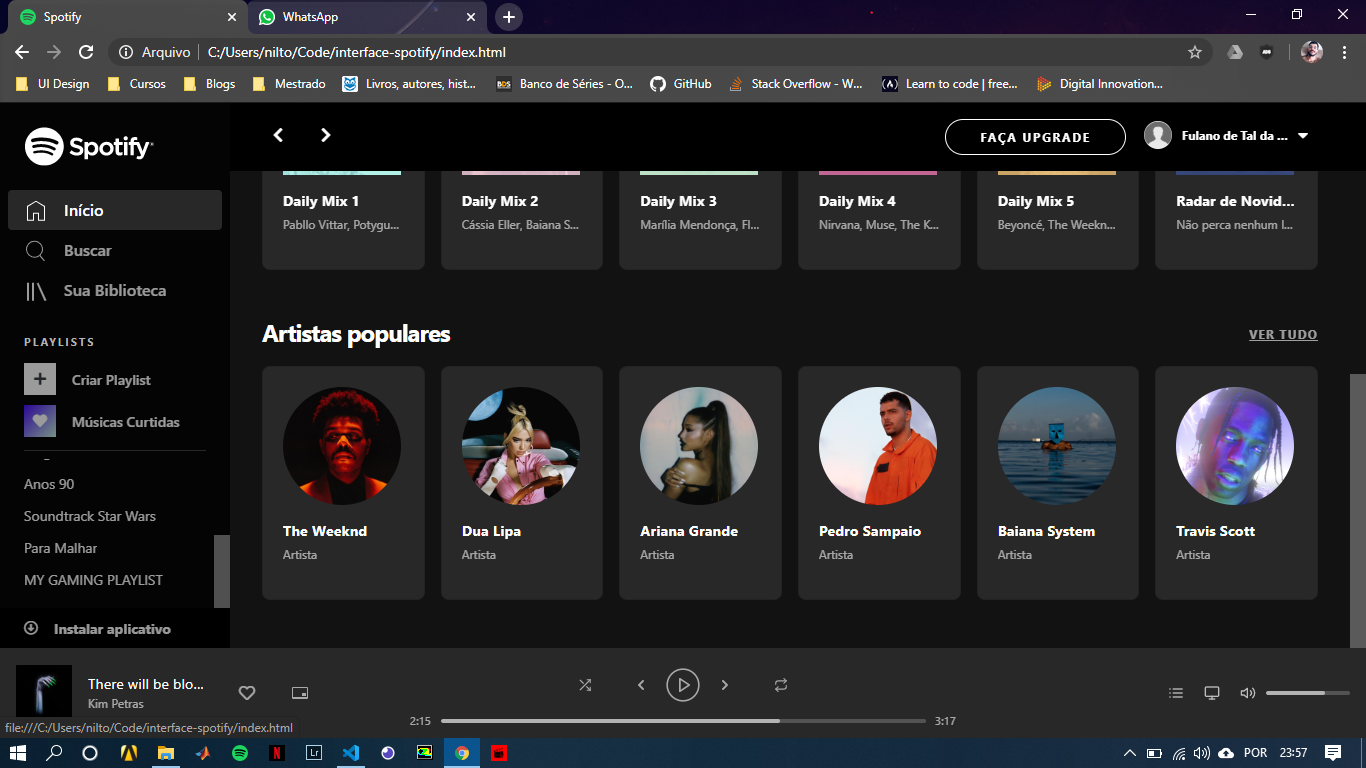 Spotify
WhatsApp
Arquivo
C:/Users/nilto/Code/interface-spotify/index.html
UI Design
Cursos
Blogs
Mestrado
Livros, autores, hist...
Banco de Séries - O...
GitHub
Stack Overflow - W...
Learn to code | free...
Digital Innovation...
Spotify
FAÇA UPGRADE
Fulano de Tal da ...
Início
Buscar
Sua Biblioteca
PLAYLISTS
Criar Playlist
Músicas Curtidas
Anos 90
Soundtrack Star Wars
Para Malhar
MY GAMING PLAYLIST
Instalar aplicativo
Daily Mix 1
Pabllo Vittar, Potygu...
Daily Mix 2
Cássia Eller, Baiana S...
Daily Mix 3
Marília Mendonça, Fl...
Daily Mix 4
Nirvana, Muse, The K...
Daily Mix 5
Beyoncé, The Weekn...
Radar de Novid...
Não perca nenhum l...
Artistas populares
VER TUDO
The Weeknd
Artista
Dua Lipa
Artista
Ariana Grande
Artista
Pedro Sampaio
Artista
Baiana System
Artista
Travis Scott
Artista
There will be blo...
Kim Petras
2:15
3:17
file:///C:/Users/nilto/Code/interface-spotify/index.html
Lr
POR
23:57